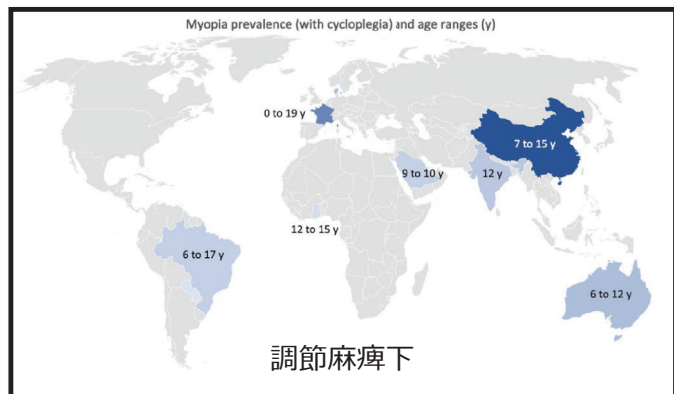 Myopia prevalence (with cycloplegia) and age ranges (y)
0 to 19 y
7 to 15 y
9 to 10 y
12 y
12 to 15 y
6 to 17 y
6 to 12 y
調節麻痺下